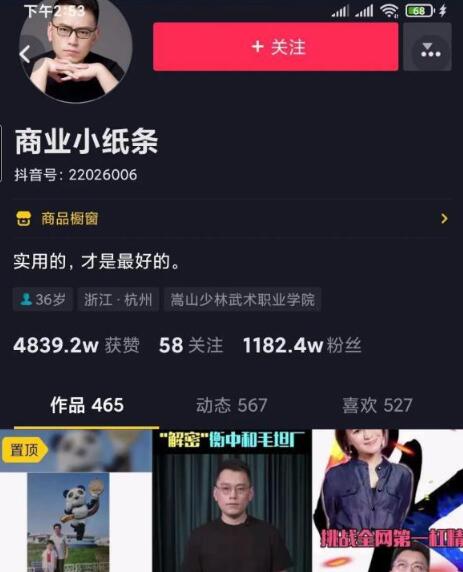 下午2:53
68
+ 关注
商业小纸条
抖音号: 22026006
商品橱窗
实用的，才是最好的。
36岁
浙江 · 杭州
嵩山少林武术职业学院
4839.2w 获赞
58 关注
1182.4w 粉丝
作品 465
动态 567
喜欢 527
置顶
"解密"衡中和毛坦厂
挑战全网第一杠精